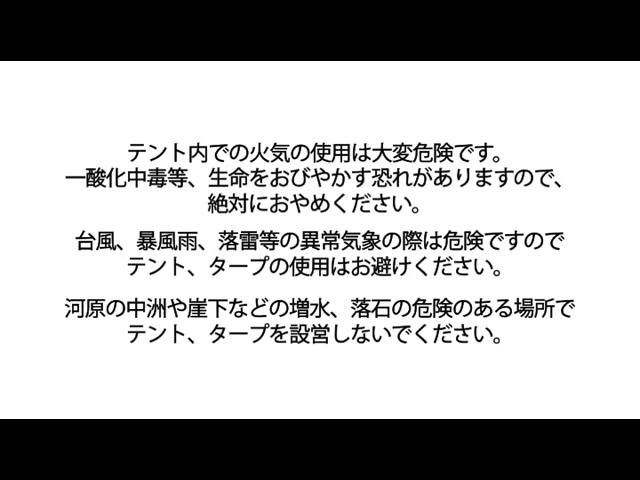 テント内での火気の使用は大変危険です。
一酸化中毒等、生命をおびやかす恐れがありますので、
絶対におやめください。
台風、暴風雨、落雷等の異常気象の際は危険ですので
テント、タープの使用はお避けください。
河原の中洲や崖下などの増水、落石の危険のある場所で
テント、タープを設営しないでください。